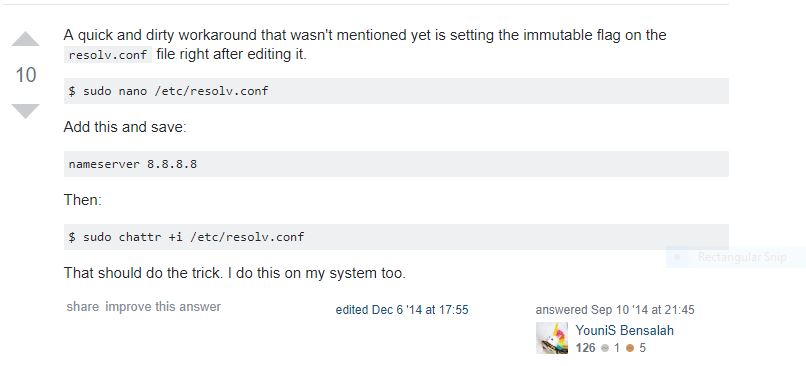 A quick and dirty workaround that wasn't mentioned yet is setting the immutable flag on the
resolv.conf file right after editing it.
10
$ sudo nano /etc/resolv.conf
Add this and save:
nameserver 8.8.8.8
Then:
$ sudo chattr +i /etc/resolv.conf
Rectangular Snip
That should do the trick. I do this on my system too.
share improve this answer
edited Dec 6 '14 at 17:55
answered Sep 10 '14 at 21:45
YouniS Bensalah
126 1 5